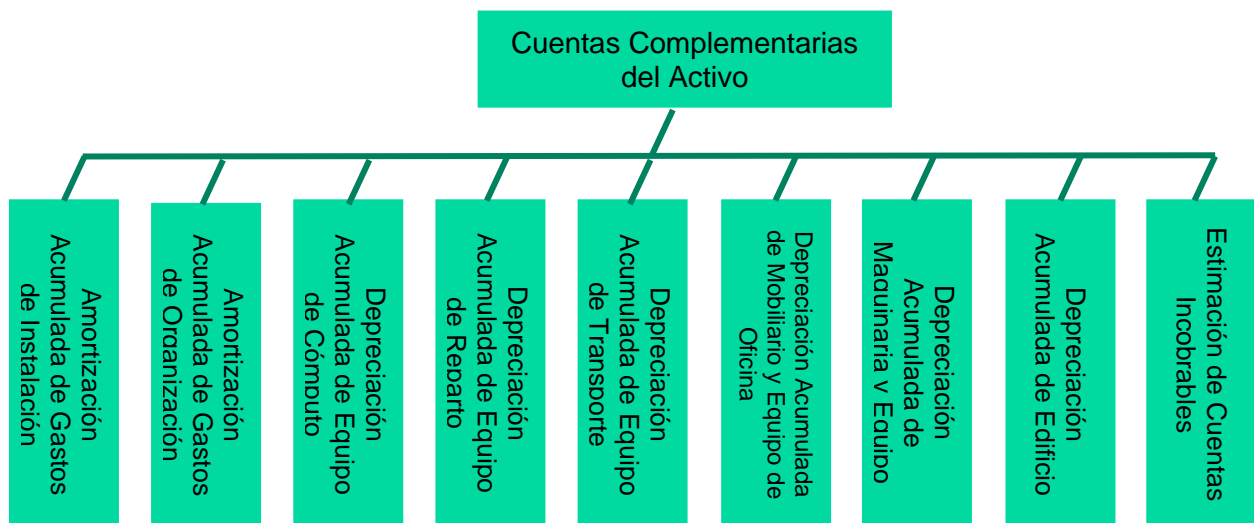 Cuentas Complementarias
del Activo
Amortización
Acumulada de Gastos
de Instalación
Amortización
Acumulada de Gastos
de Organización
Depreciación
Acumulada de Equipo
de Cómputo
Depreciación
Acumulada de Equipo
de Reparto
Depreciación
Acumulada de Equipo
de Transporte
Depreciación Acumulada
de Mobiliario y Equipo de
Oficina
Depreciación
Acumulada de
Maquinaria y Equipo
Depreciación
Acumulada de Edificio
Estimación de Cuentas
Incobrables